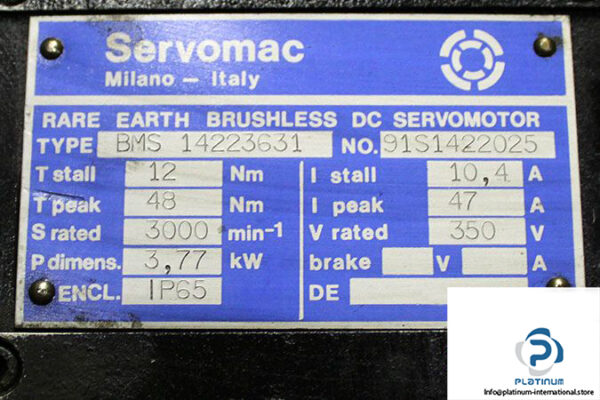 Servomac
Milano – Italy
RARE EARTH BRUSHLESS DC SERVOMOTOR
TYPE BMS 14223631 NO. 91S1422025
T stall 12 Nm I stall 10,4 A
T peak 48 Nm I peak 47 A
S rated 3000 min-1 V rated 350 V
P dimens. 3,77 kW brake V A
ENCL. IP65 DE
PLATINUM
Info@platinum-international.store